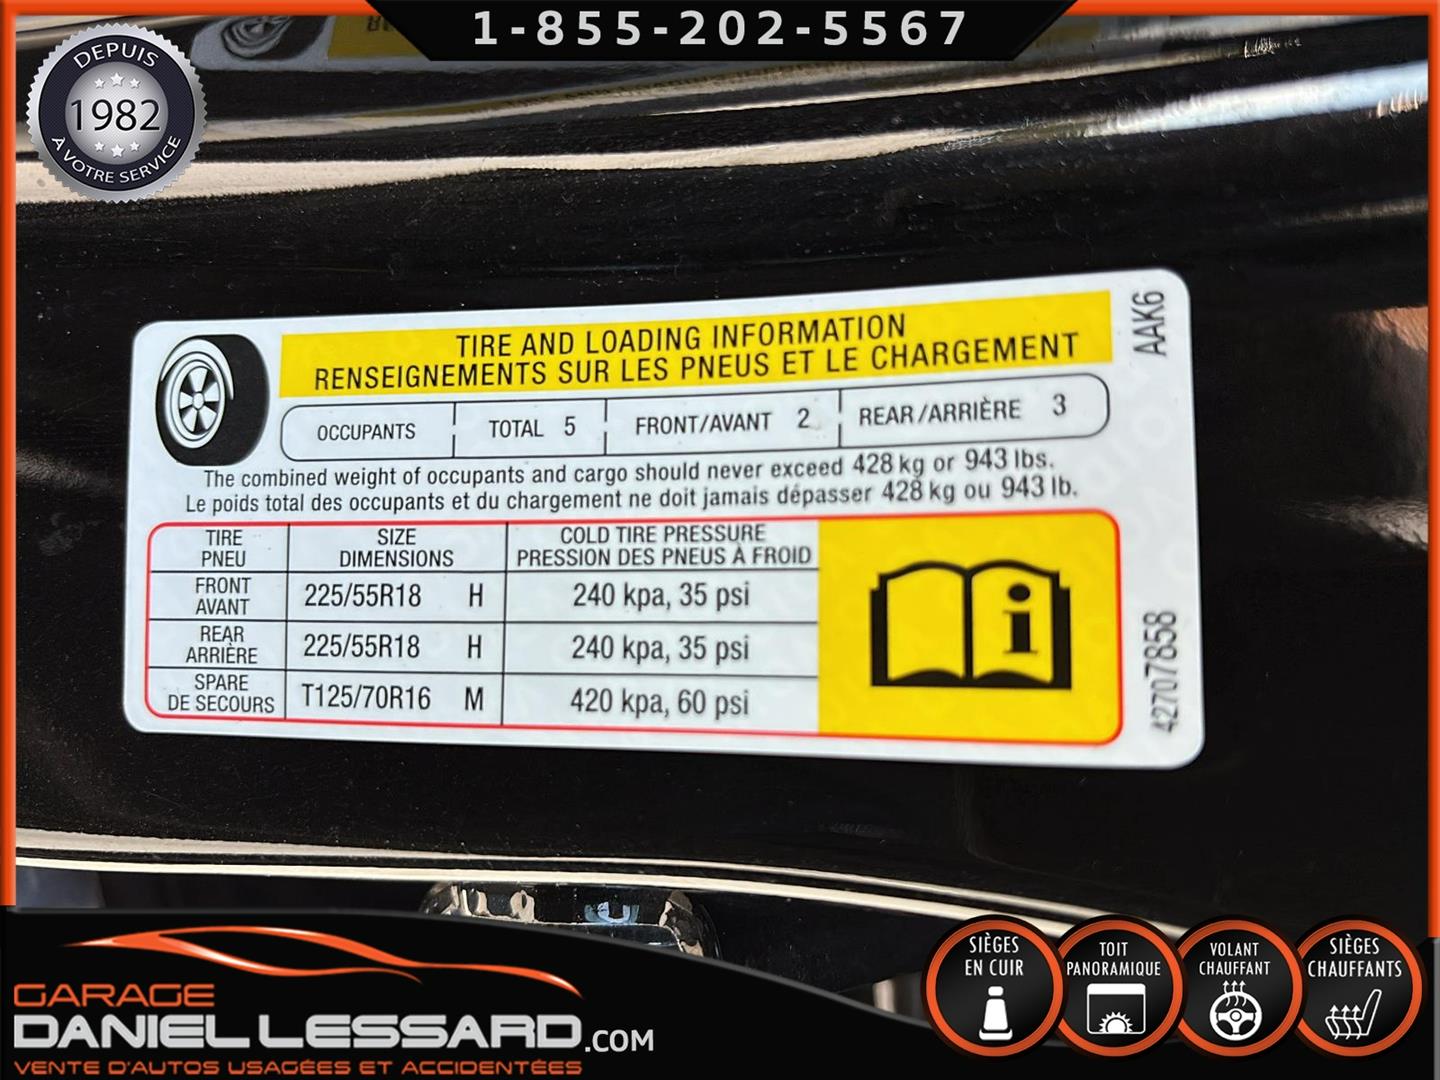 1-855-202-5567
DEPUIS
1982
À VOTRE SERVICE
TIRE AND LOADING INFORMATION
RENSEIGNEMENTS SUR LES PNEUS ET LE CHARGEMENT
AAK6
OCCUPANTS TOTAL 5 FRONT/AVANT 2 REAR/ARRIÈRE 3
The combined weight of occupants and cargo should never exceed 428 kg or 943 lbs.
Le poids total des occupants et du chargement ne doit jamais dépasser 428 kg ou 943 lb.
TIRE SIZE COLD TIRE PRESSURE
PNEU DIMENSIONS PRESSION DES PNEUS À FROID
FRONT
AVANT 225/55R18 H 240 kpa, 35 psi
REAR
ARRIÈRE 225/55R18 H 240 kpa, 35 psi
SPARE
DE SECOURS T125/70R16 M 420 kpa, 60 psi
42707858
GARAGE
DANIEL LESSARD.COM
VENTE D'AUTOS USAGÉES ET ACCIDENTÉES
SIÈGES
EN CUIR
TOIT
PANORAMIQUE
VOLANT
CHAUFFANT
SIÈGES
CHAUFFANTS